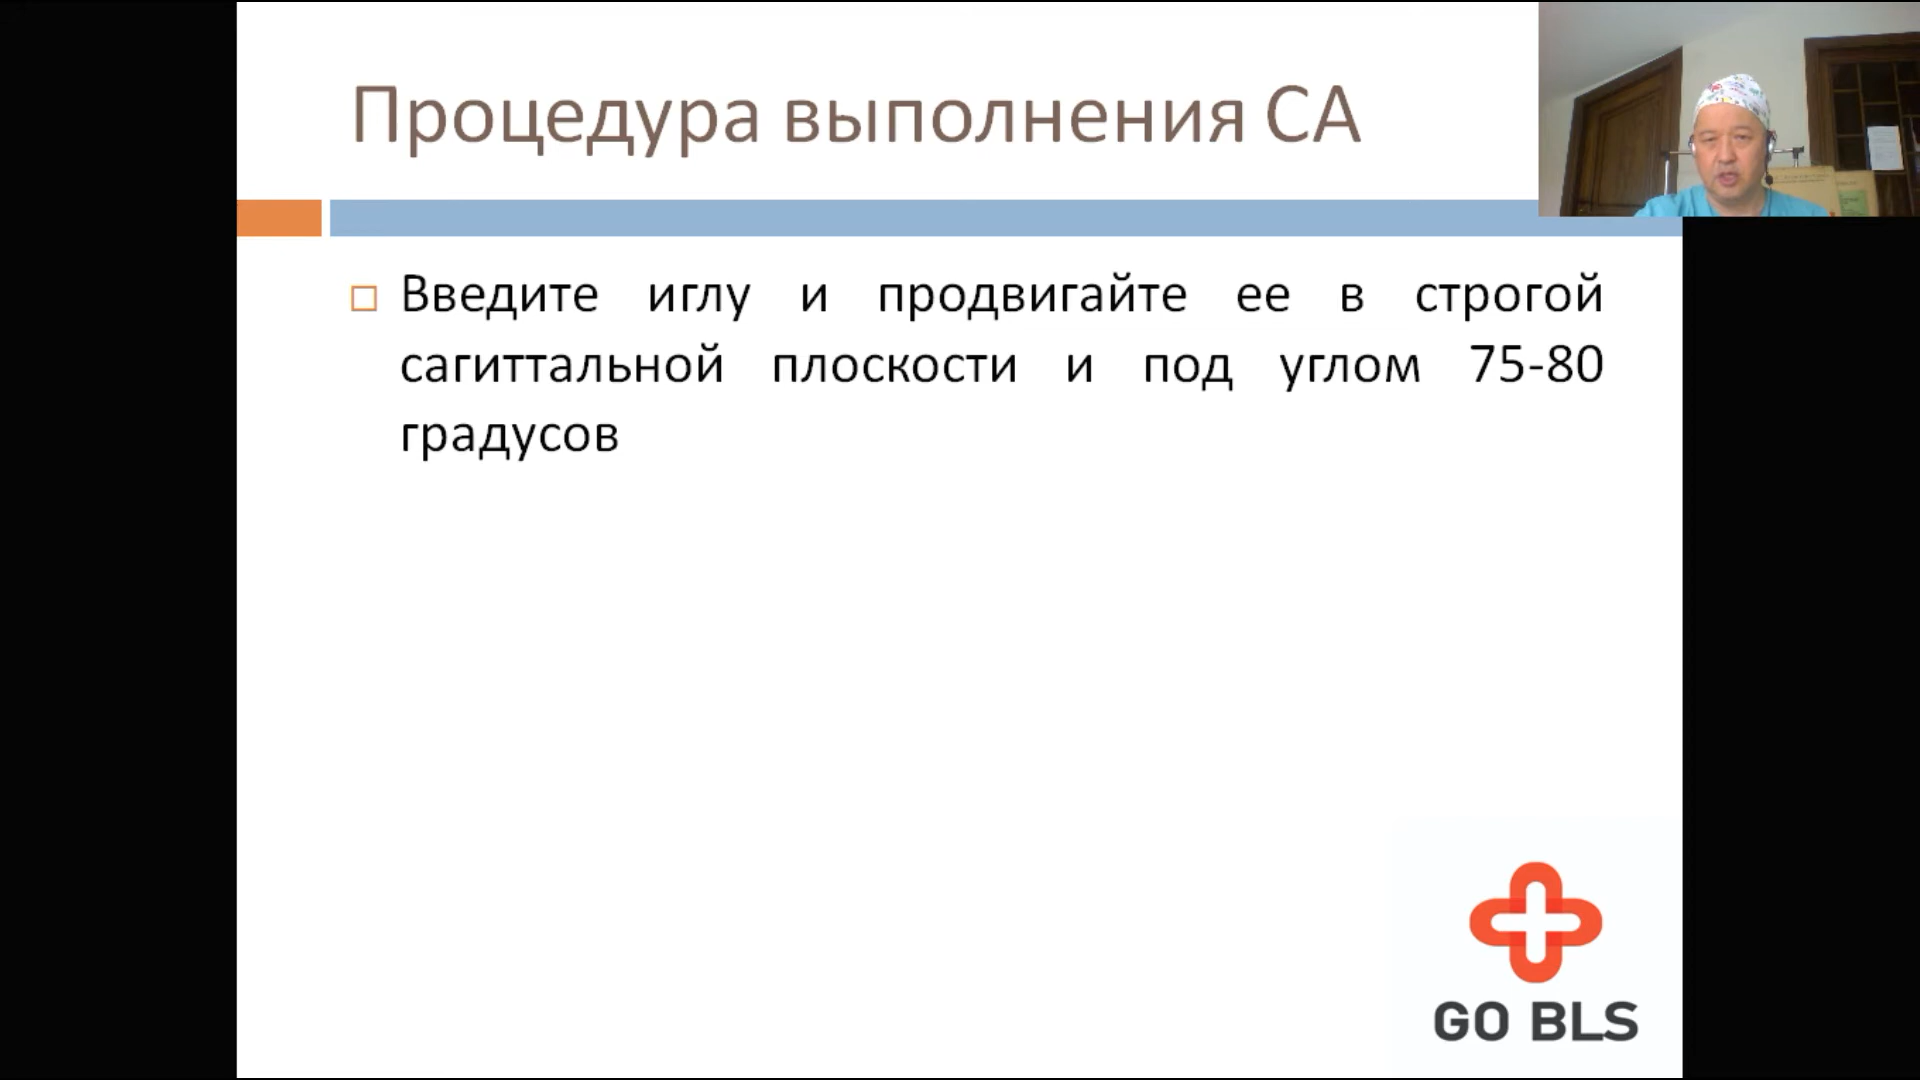 Процедура выполнения СА
Введите иглу и продвигайте ее в строгой
сагиттальной плоскости и под углом 75-80
градусов
GO BLS